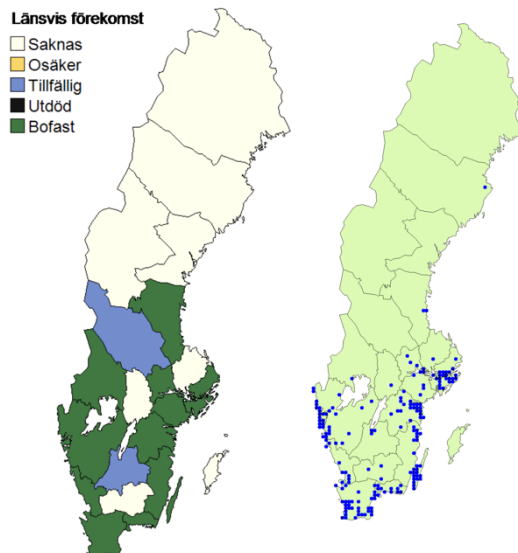 Länsvis förekomst
Saknas
Osäker
Tillfällig
Utdöd
Bofast